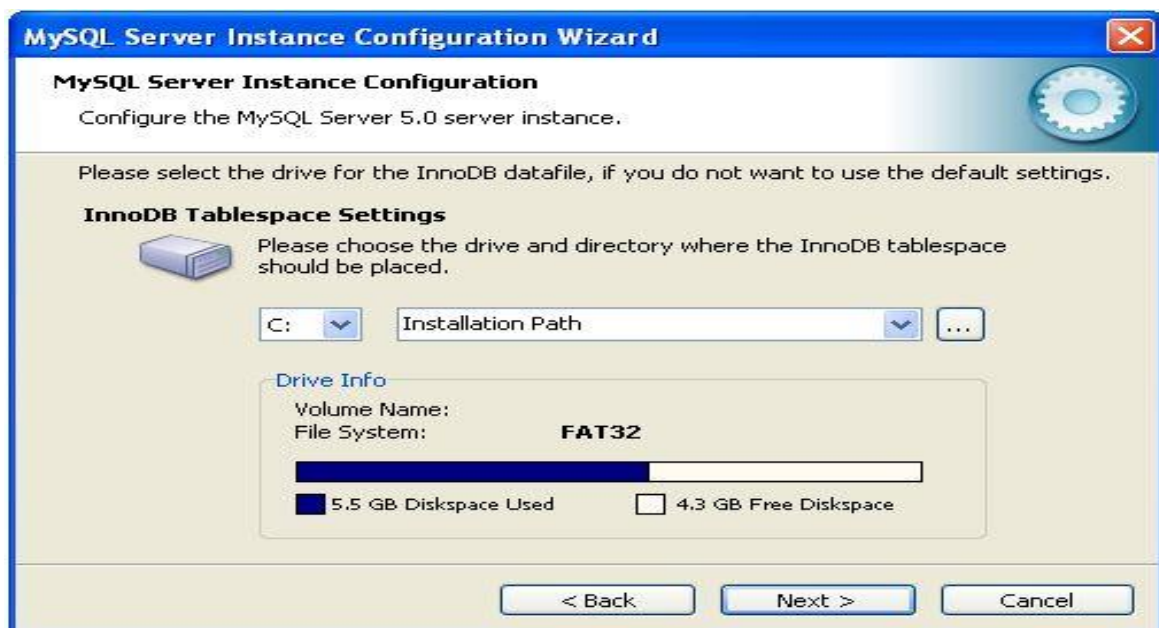 MySQL Server Instance Configuration Wizard
MySQL Server Instance Configuration
Configure the MySQL Server 5.0 server instance.
Please select the drive for the InnoDB datafile, if you do not want to use the default settings.
InnoDB Tablespace Settings
Please choose the drive and directory where the InnoDB tablespace
should be placed.
C: Installation Path ...
Drive Info
Volume Name:
File System: FAT32
5.5 GB Diskspace Used 4.3 GB Free Diskspace
< Back Next > Cancel